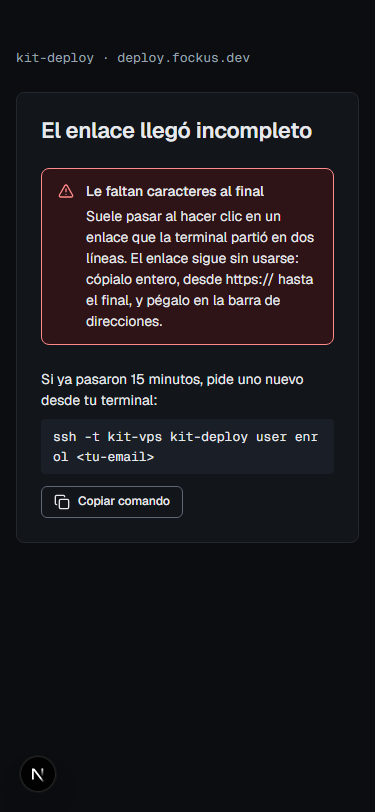 kit-deploy · deploy.fockus.dev
El enlace llegó incompleto
Le faltan caracteres al final
Suele pasar al hacer clic en un
enlace que la terminal partió en dos
líneas. El enlace sigue sin usarse:
cópialo entero, desde https:// hasta
el final, y pégalo en la barra de
direcciones.
Si ya pasaron 15 minutos, pide uno nuevo
desde tu terminal:
ssh -t kit-vps kit-deploy user enr
ol <tu-email>
Copiar comando
N